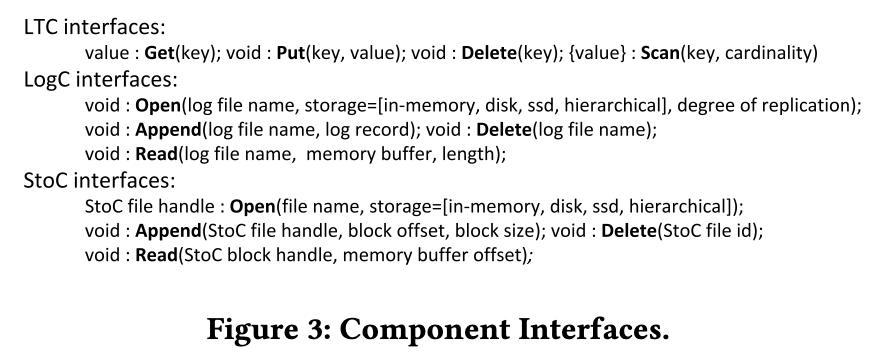 LTC interfaces:
value : Get(key); void : Put(key, value); void : Delete(key); {value} : Scan(key, cardinality)
LogC interfaces:
void : Open(log file name, storage=[in-memory, disk, ssd, hierarchical], degree of replication);
void : Append(log file name, log record); void : Delete(log file name);
void : Read(log file name,  memory buffer, length);
StoC interfaces:
StoC file handle : Open(file name, storage=[in-memory, disk, ssd, hierarchical]);
void : Append(StoC file handle, block offset, block size); void : Delete(StoC file id);
void : Read(StoC block handle, memory buffer offset);
Figure 3: Component Interfaces.